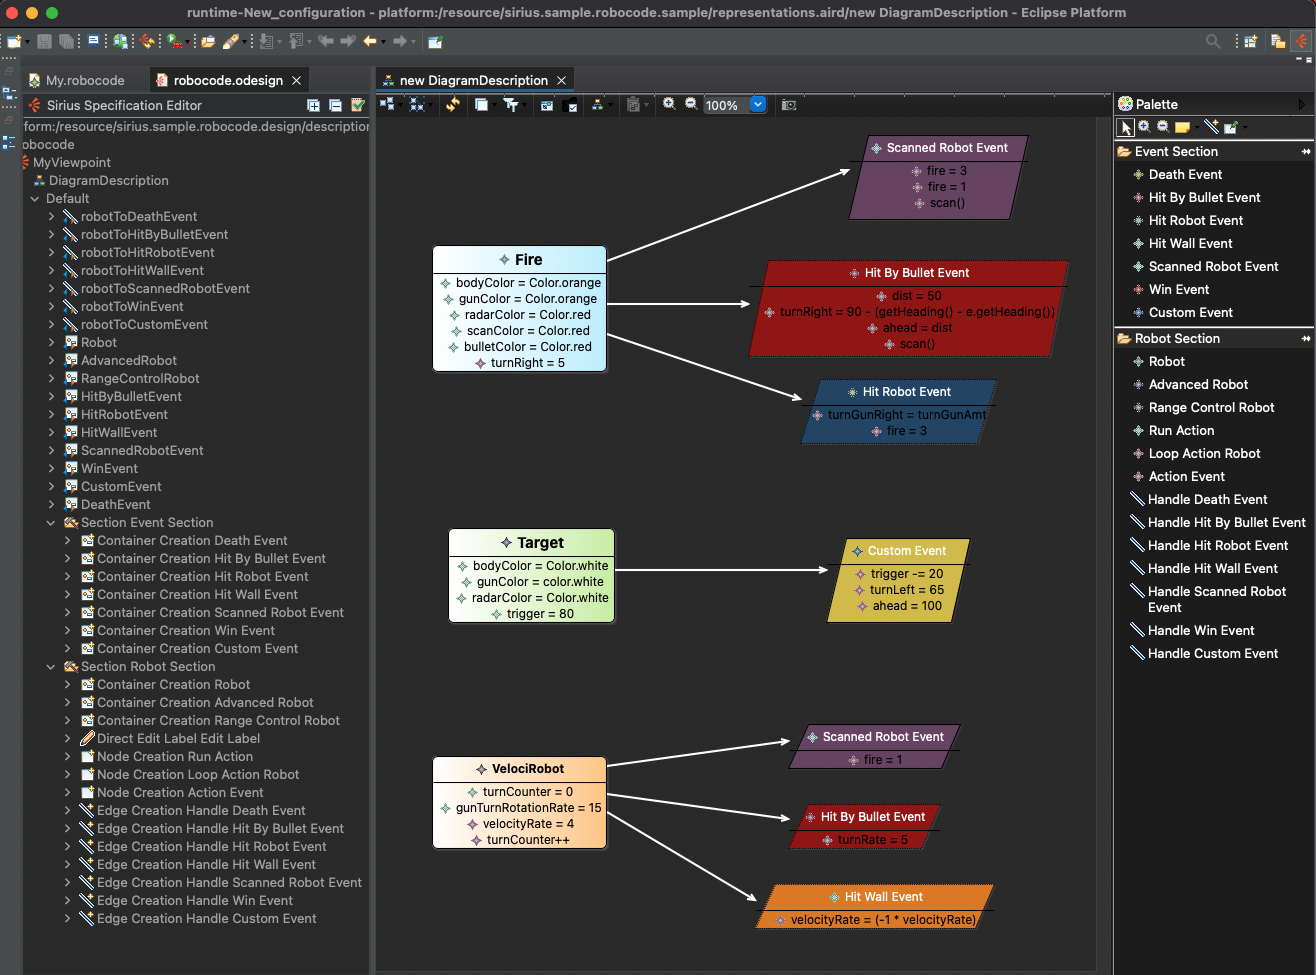 runtime-New_configuration - platform:/resource/sirius.sample.robocode.sample/representations.aird/new DiagramDescription - Eclipse Platform
My.robocode
robocode.odesign
Sirius Specification Editor
form:/resource/sirius.sample.robocode.design/description
obocode
MyViewpoint
DiagramDescription
Default
robotToDeathEvent
robotToHitByBulletEvent
robotToHitRobotEvent
robotToHitWallEvent
robotToScannedRobotEvent
robotToWinEvent
robotToCustomEvent
Robot
AdvancedRobot
RangeControlRobot
HitByBulletEvent
HitRobotEvent
HitWallEvent
ScannedRobotEvent
WinEvent
CustomEvent
DeathEvent
Section Event Section
Container Creation Death Event
Container Creation Hit By Bullet Event
Container Creation Hit Robot Event
Container Creation Hit Wall Event
Container Creation Scanned Robot Event
Container Creation Win Event
Container Creation Custom Event
Section Robot Section
Container Creation Robot
Container Creation Advanced Robot
Container Creation Range Control Robot
Direct Edit Label Edit Label
Node Creation Run Action
Node Creation Loop Action Robot
Node Creation Action Event
Edge Creation Handle Death Event
Edge Creation Handle Hit By Bullet Event
Edge Creation Handle Hit Robot Event
Edge Creation Handle Hit Wall Event
Edge Creation Handle Scanned Robot Event
Edge Creation Handle Win Event
Edge Creation Handle Custom Event
new DiagramDescription
100%
Scanned Robot Event
fire = 3
fire = 1
scan()
Fire
bodyColor = Color.orange
gunColor = Color.orange
radarColor = Color.red
scanColor = Color.red
bulletColor = Color.red
turnRight = 5
Hit By Bullet Event
dist = 50
turnRight = 90 - (getHeading() - e.getHeading())
ahead = dist
scan()
Hit Robot Event
turnGunRight = turnGunAmt
fire = 3
Target
bodyColor = Color.white
gunColor = color.white
radarColor = Color.white
trigger = 80
Custom Event
trigger -= 20
turnLeft = 65
ahead = 100
VelociRobot
turnCounter = 0
gunTurnRotationRate = 15
velocityRate = 4
turnCounter++
Scanned Robot Event
fire = 1
Hit By Bullet Event
turnRate = 5
Hit Wall Event
velocityRate = (-1 * velocityRate)
Palette
Event Section
Death Event
Hit By Bullet Event
Hit Robot Event
Hit Wall Event
Scanned Robot Event
Win Event
Custom Event
Robot Section
Robot
Advanced Robot
Range Control Robot
Run Action
Loop Action Robot
Action Event
Handle Death Event
Handle Hit By Bullet Event
Handle Hit Robot Event
Handle Hit Wall Event
Handle Scanned Robot
Event
Handle Win Event
Handle Custom Event